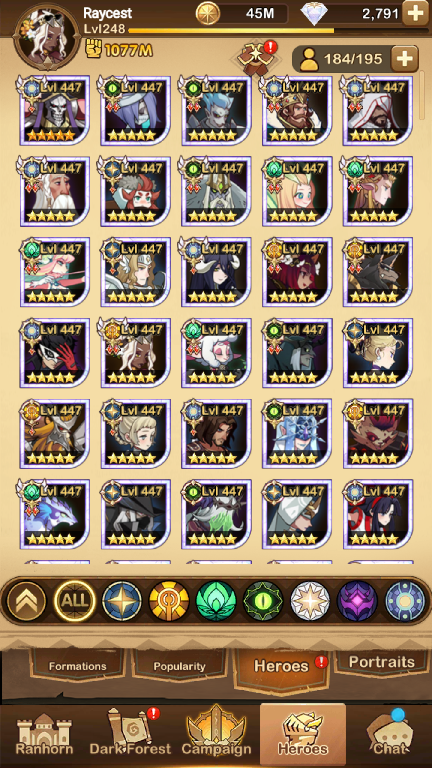 Raycest
45M
2,791
Lvl248
1077M
184/195
Lvl 447 Lvl 447 Lvl 447 Lvl 447 Lvl 447
Lvl 447 Lvl 447 Lvl 447 Lvl 447 Lvl 447
Lvl 447 Lvl 447 Lvl 447 Lvl 447 Lvl 447
Lvl 447 Lvl 447 Lvl 447 Lvl 447 Lvl 447
Lvl 447 Lvl 447 Lvl 447 Lvl 447 Lvl 447
Lvl 447 Lvl 447 Lvl 447 Lvl 447 Lvl 447
ALL
Formations Popularity Heroes Portraits
Ranhorn Dark Forest Campaign Heroes Chat